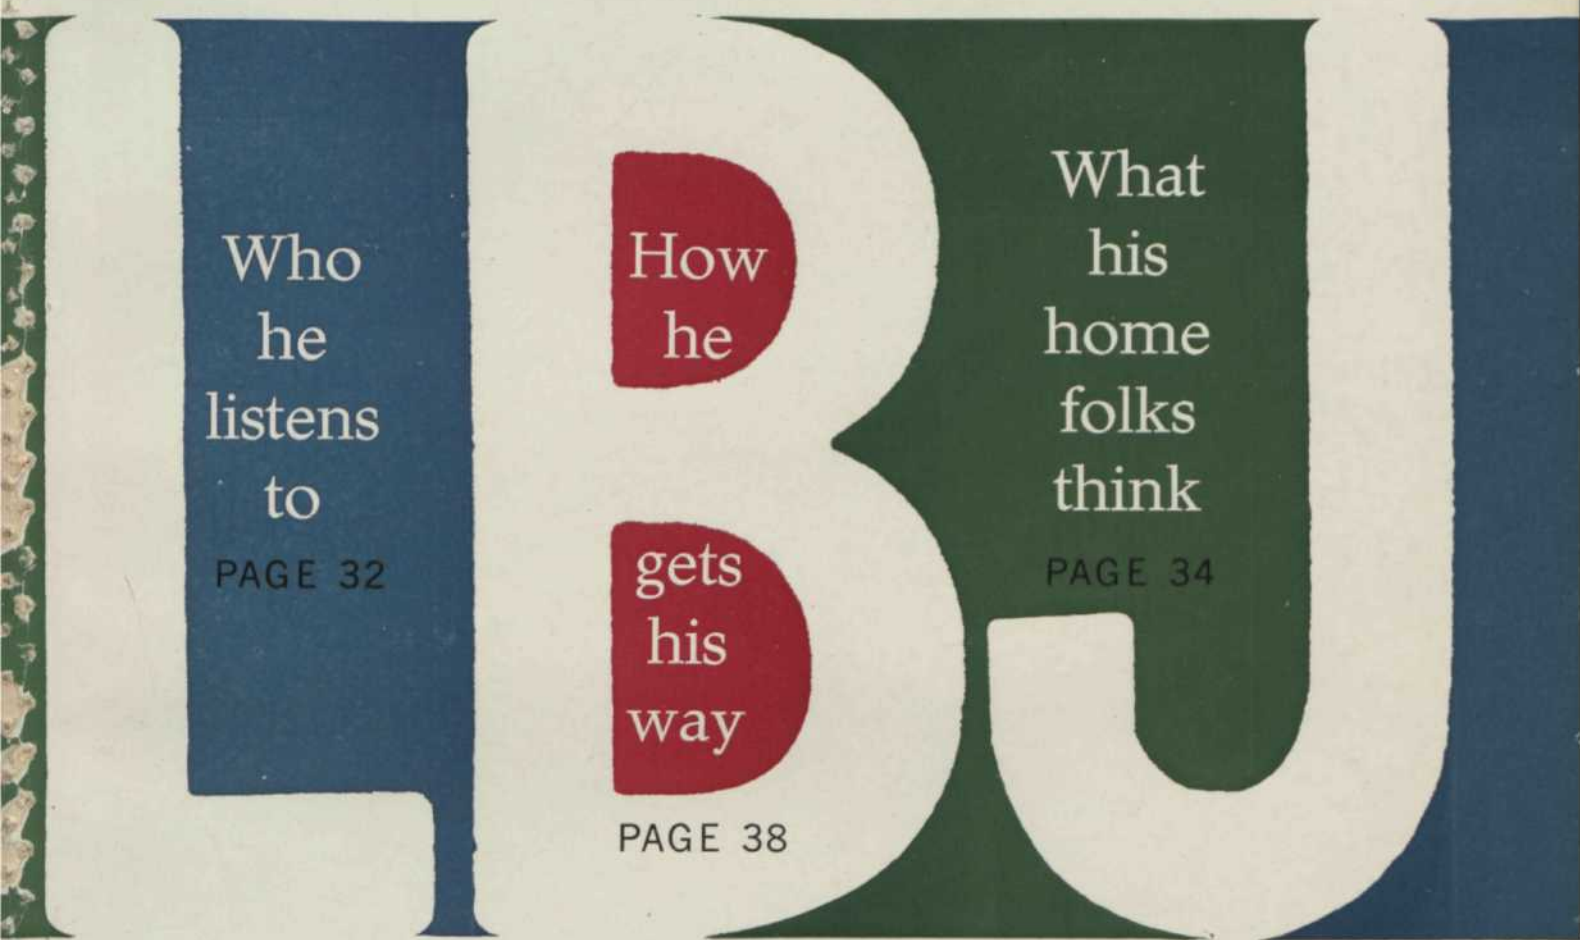 LBJ
Who
he
listens
to
PAGE 32
How
he
gets
his
way
PAGE 38
What
his
home
folks
think
PAGE 34